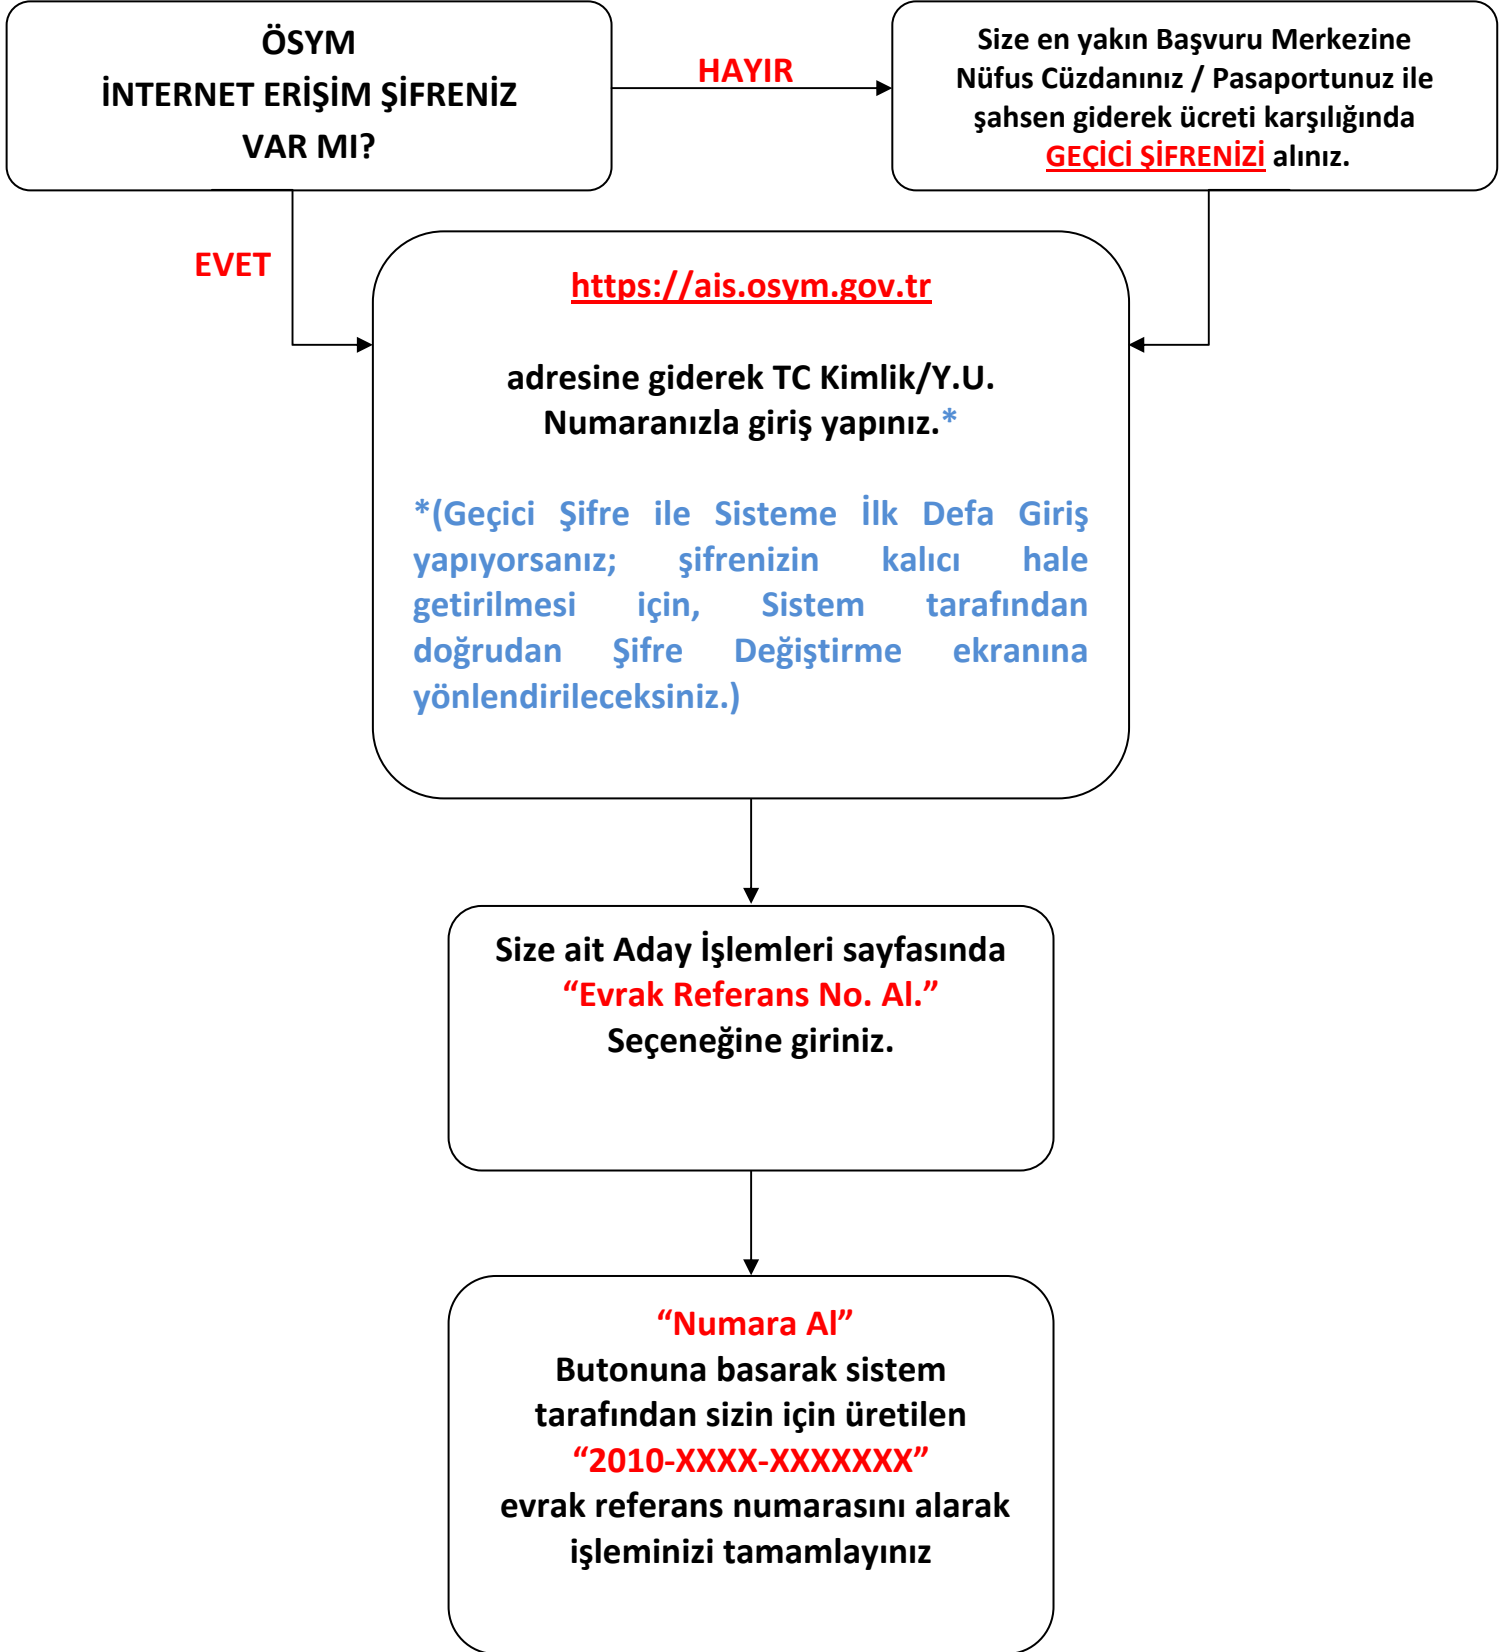 ÖSYM
İNTERNET ERİŞİM ŞİFRENİZ
VAR MI?
HAYIR
Size en yakın Başvuru Merkezine
Nüfus Cüzdanınız / Pasaportunuz ile
şahsen giderek ücreti karşılığında
GEÇİCİ ŞİFRENİZİ alınız.
EVET
https://ais.osym.gov.tr
adresine giderek TC Kimlik/Y.U.
Numaranızla giriş yapınız.*
*(Geçici Şifre ile Sisteme İlk Defa Giriş
yapıyorsanız; şifrenizin kalıcı hale
getirilmesi için, Sistem tarafından
doğrudan Şifre Değiştirme ekranına
yönlendirileceksiniz.)
Size ait Aday İşlemleri sayfasında
“Evrak Referans No. Al.”
Seçeneğine giriniz.
“Numara Al”
Butonuna basarak sistem
tarafından sizin için üretilen
“2010-XXXX-XXXXXXX”
evrak referans numarasını alarak
işleminizi tamamlayınız